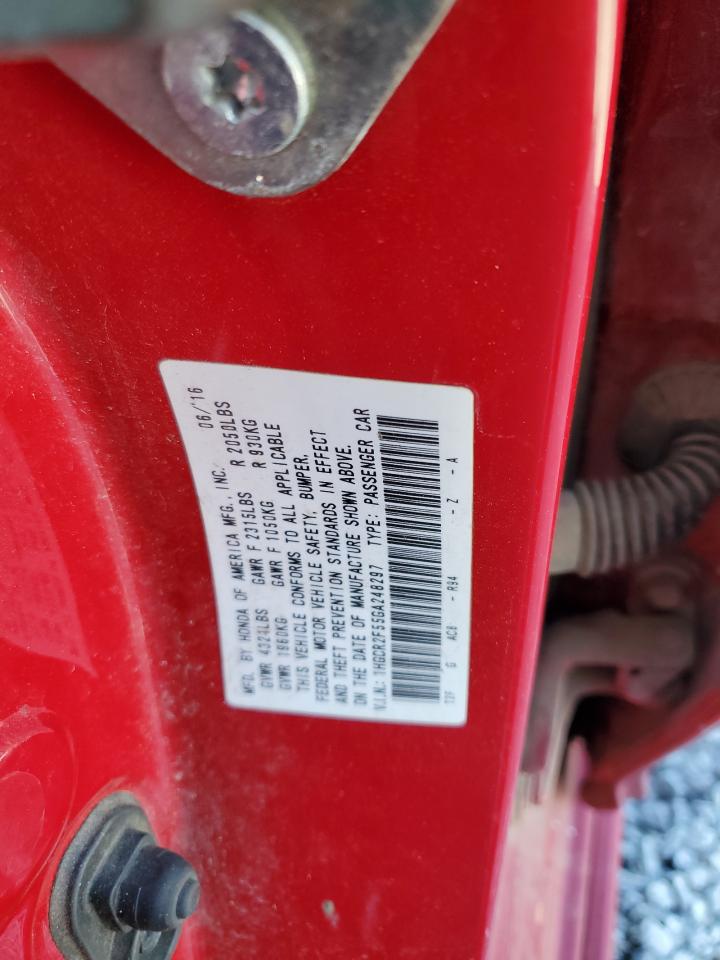 MFD. BY HONDA OF AMERICA MFG., INC. 06/'16
GVWR 4324LBS GAWR F 2315LBS R 2050LBS
GVWR 1960KG GAWR F 1050KG R 930KG
THIS VEHICLE CONFORMS TO ALL APPLICABLE
FEDERAL MOTOR VEHICLE SAFETY, BUMPER,
AND THEFT PREVENTION STANDARDS IN EFFECT
ON THE DATE OF MANUFACTURE SHOWN ABOVE.
V.I.N.: 1HGCR2F55GA248297 TYPE: PASSENGER CAR
G AC8 - R94 - Z - A